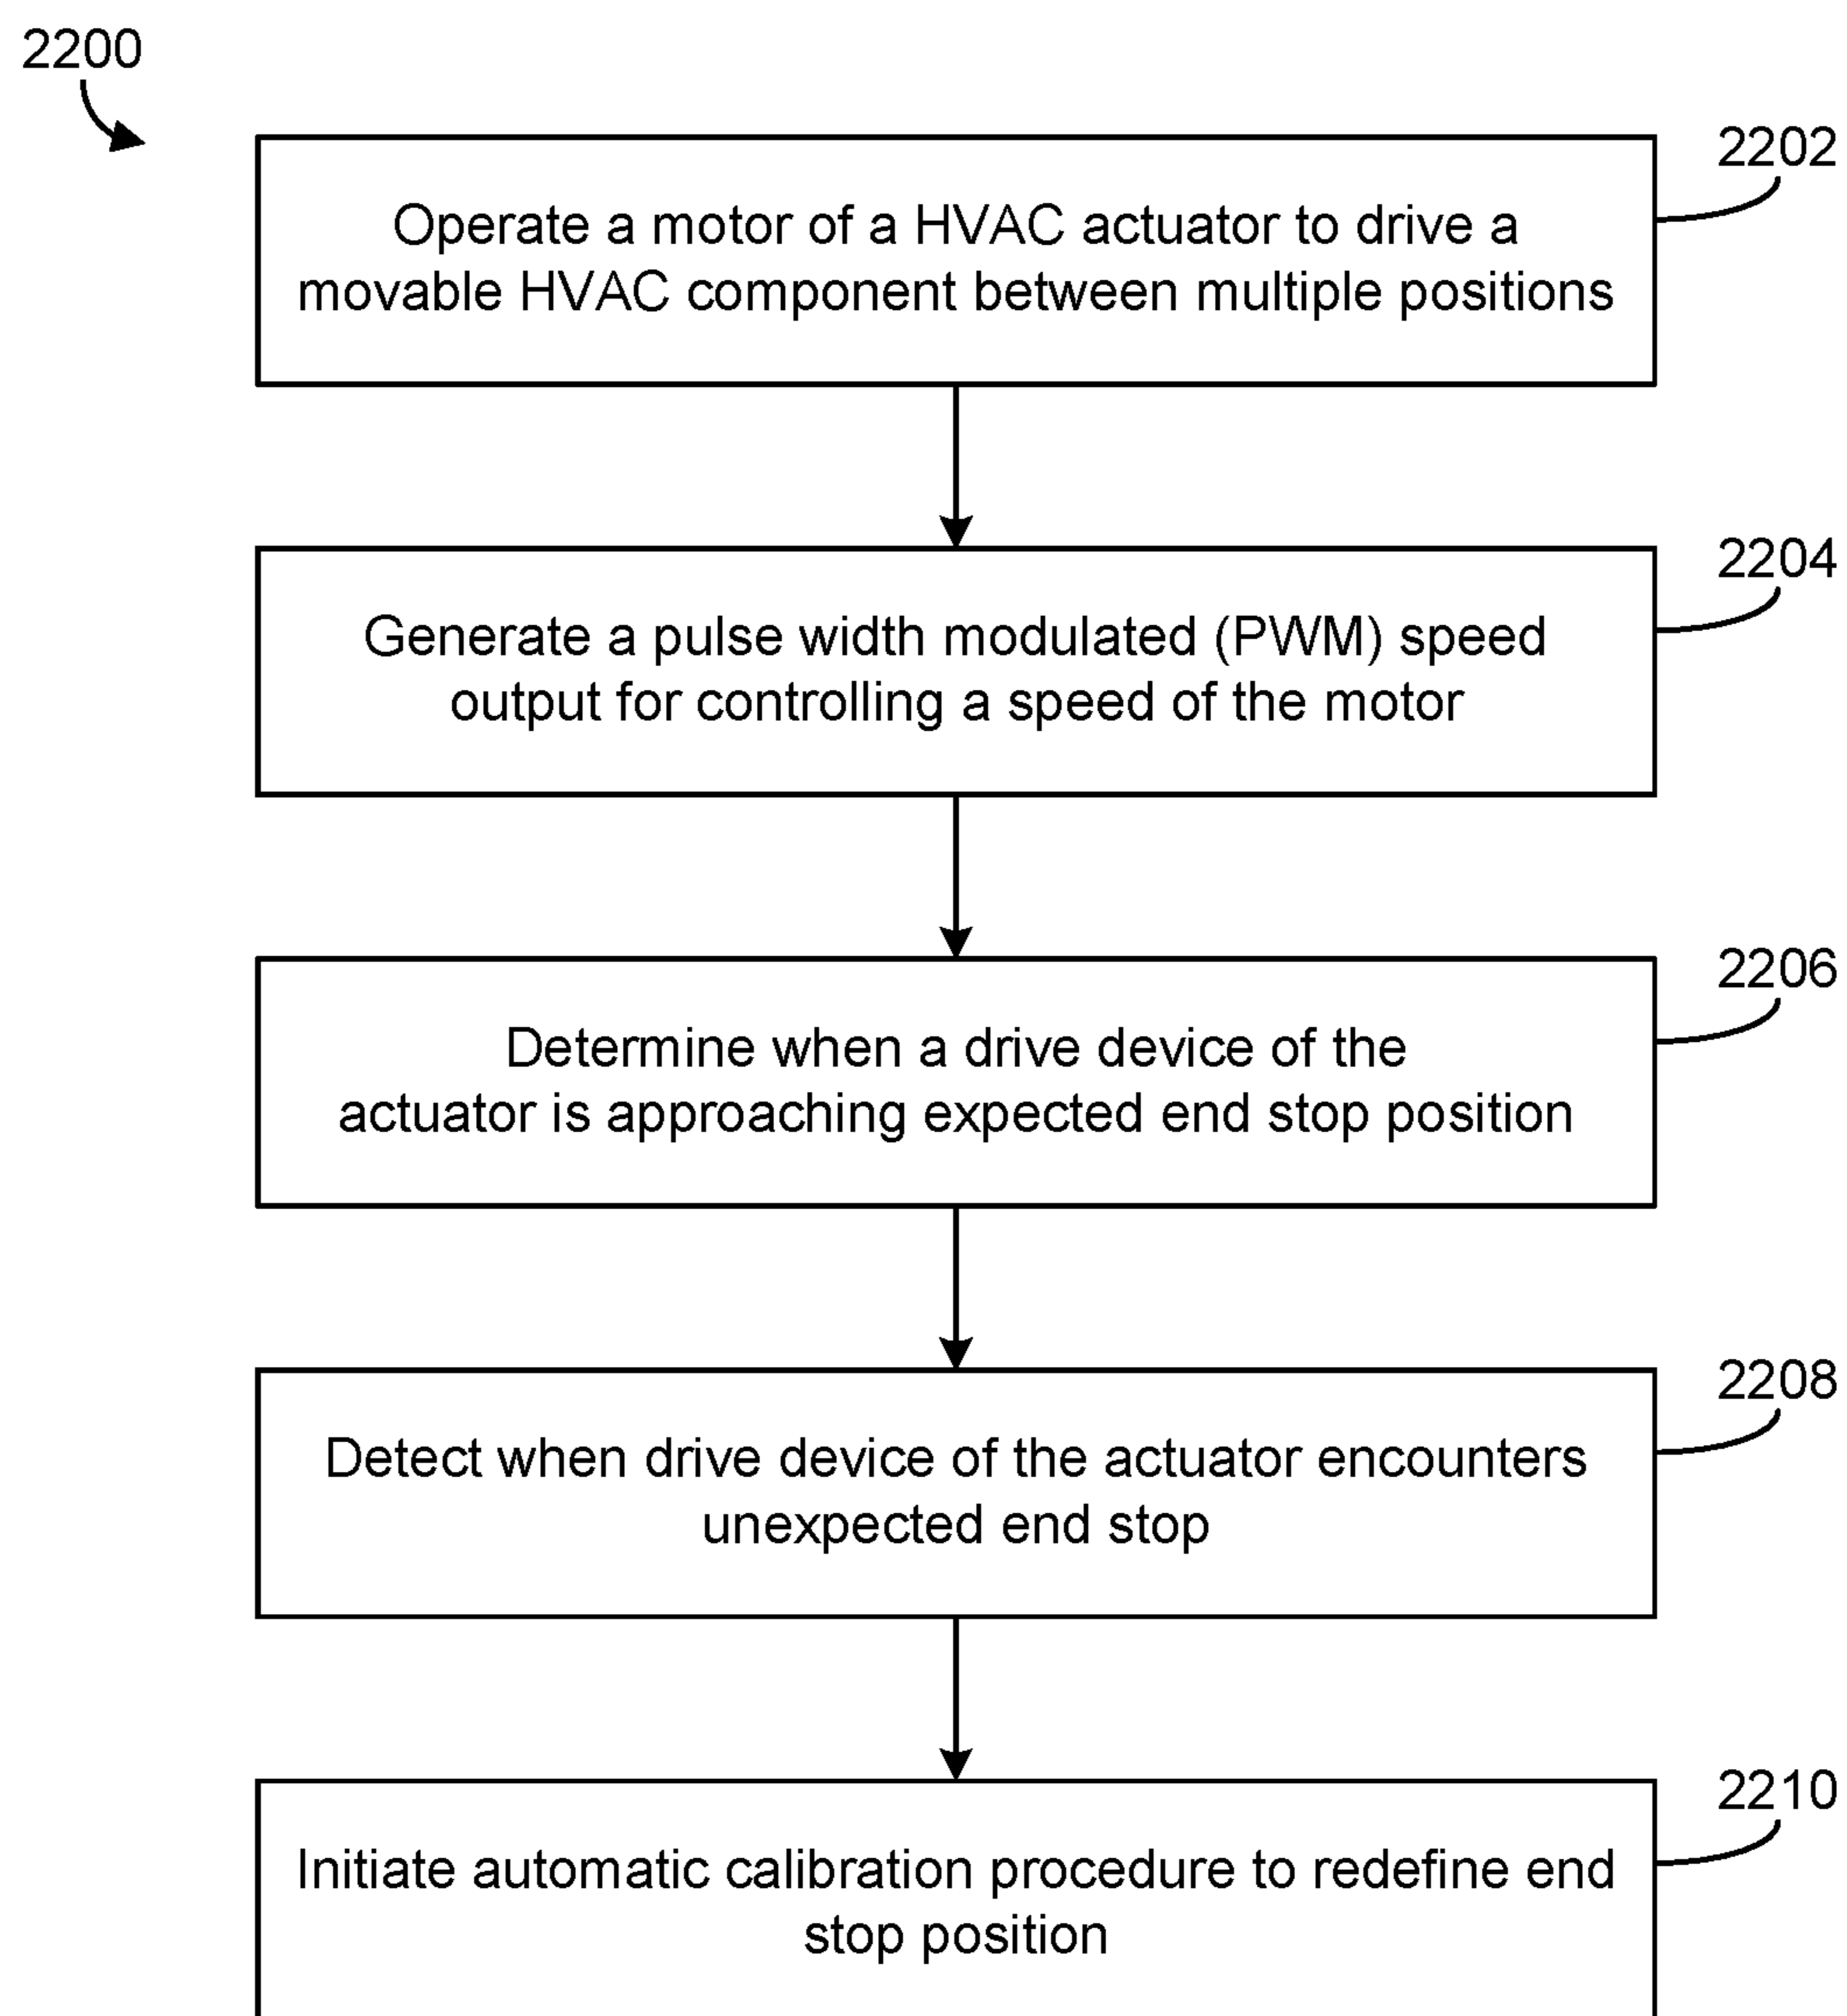 2200
2202
Operate a motor of a HVAC actuator to drive a
movable HVAC component between multiple positions
2204
Generate a pulse width modulated (PWM) speed
output for controlling a speed of the motor
2206
Determine when a drive device of the
actuator is approaching expected end stop position
2208
Detect when drive device of the actuator encounters
unexpected end stop
2210
Initiate automatic calibration procedure to redefine end
stop position